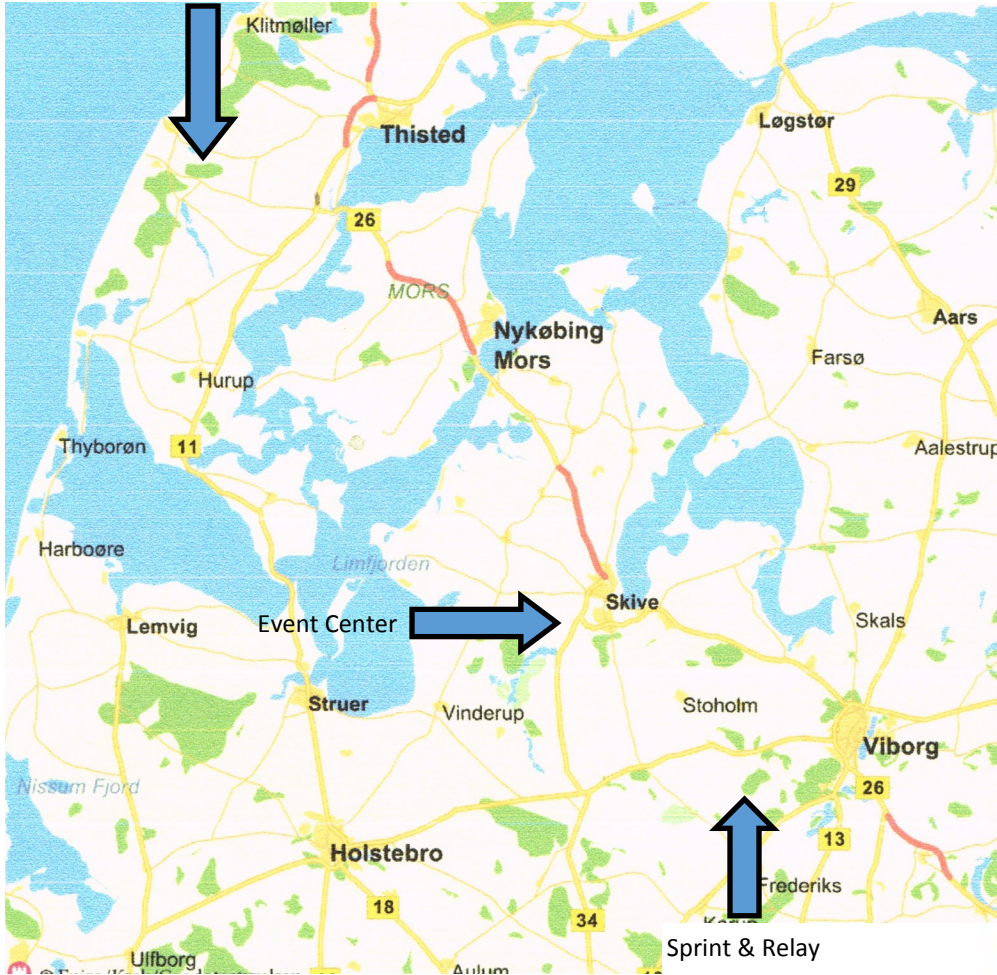 Klitmøller
Thisted
Løgstør
29
26
MORS
Nykøbing
Mors
Aars
Farsø
Hurup
Thyborøn
11
Aalestrup
Harboøre
Limfjorden
Skive
Event Center
Lemvig
Skals
Struer
Vinderup
Stoholm
Viborg
Nissum Fjord
26
13
Holstebro
Frederiks
18
34
Sprint & Relay
Ulfborg
Aulum